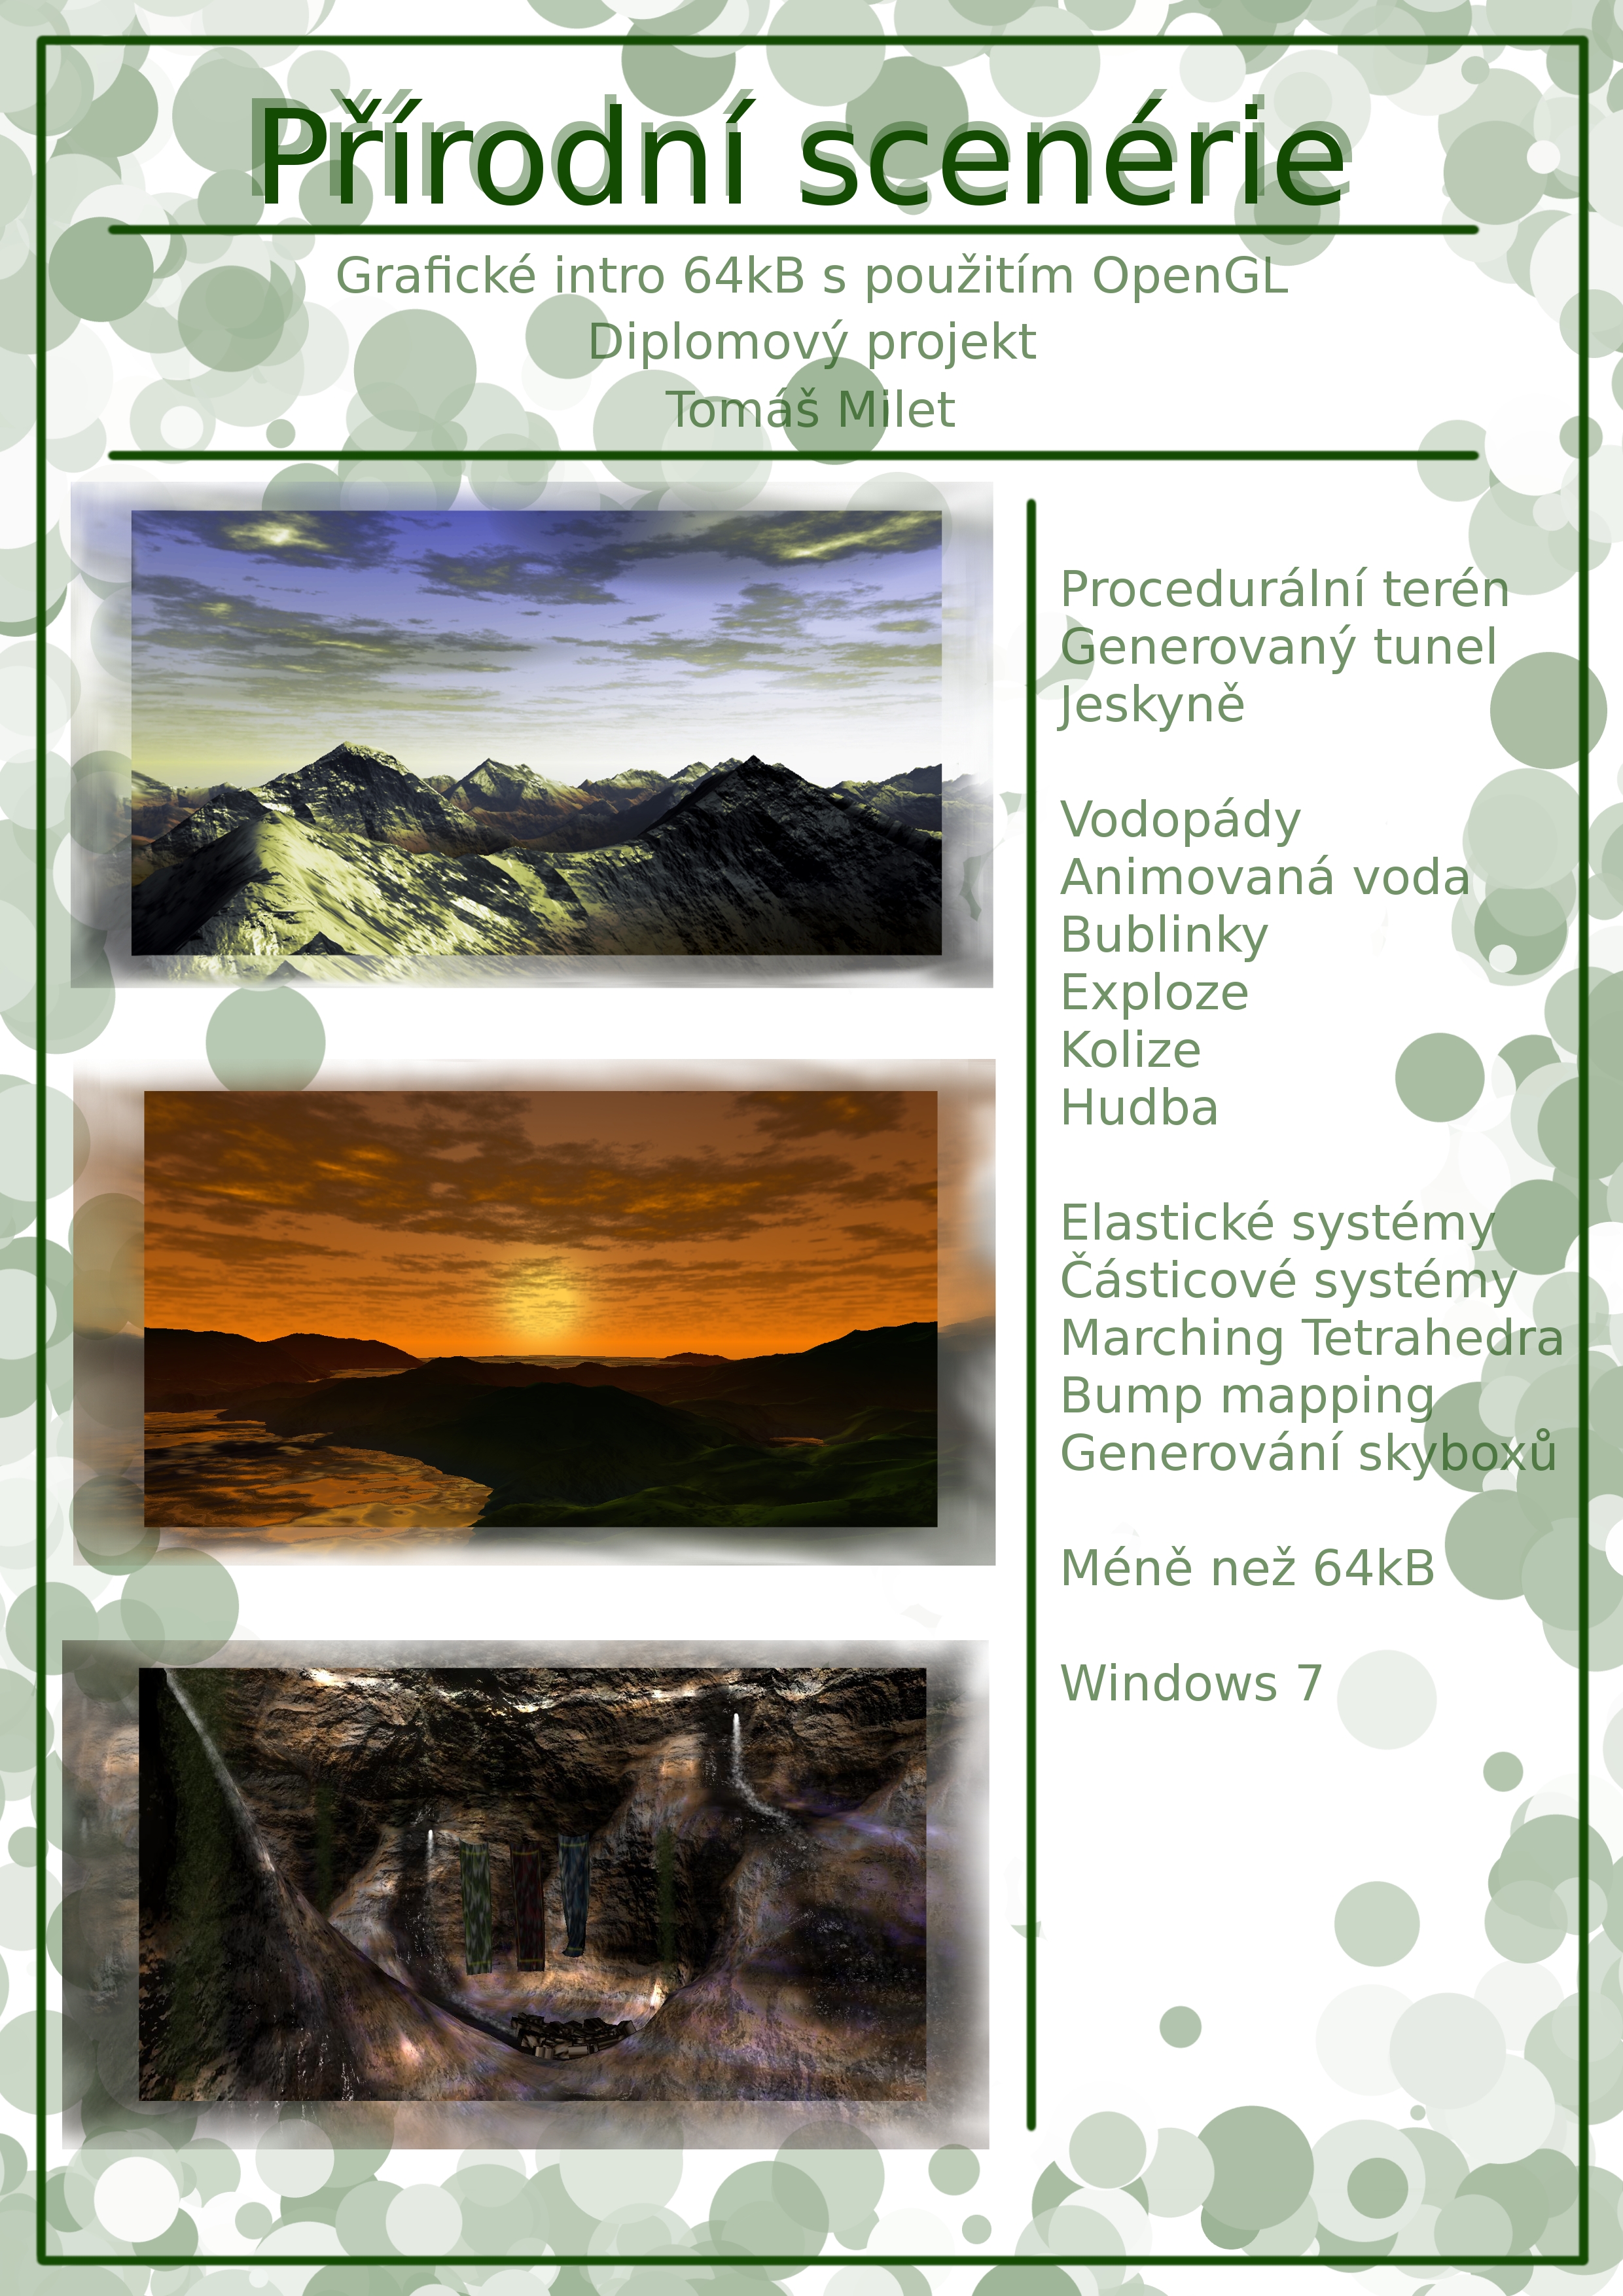 Přírodní scenérie
Grafické intro 64kB s použitím OpenGL
Diplomový projekt
Tomáš Milet
Procedurální terén
Generovaný tunel
Jeskyně
Vodopády
Animovaná voda
Bublinky
Exploze
Kolize
Hudba
Elastické systémy
Částicové systémy
Marching Tetrahedra
Bump mapping
Generování skyboxů
Méně než 64kB
Windows 7